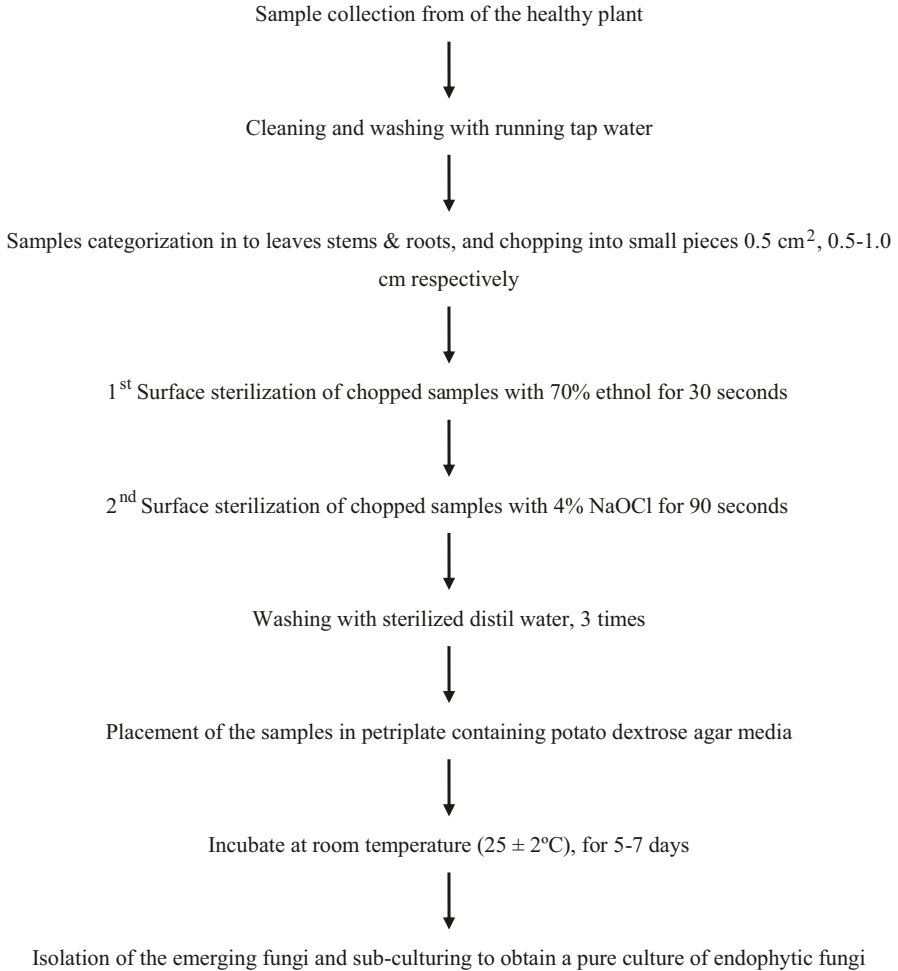 Sample collection from of the healthy plant
Cleaning and washing with running tap water
Samples categorization in to leaves stems & roots, and chopping into small pieces 0.5 cm², 0.5-1.0
cm respectively
1st Surface sterilization of chopped samples with 70% ethnol for 30 seconds
2nd Surface sterilization of chopped samples with 4% NaOCl for 90 seconds
Washing with sterilized distil water, 3 times
Placement of the samples in petriplate containing potato dextrose agar media
Incubate at room temperature (25 ± 2ºC), for 5-7 days
Isolation of the emerging fungi and sub-culturing to obtain a pure culture of endophytic fungi